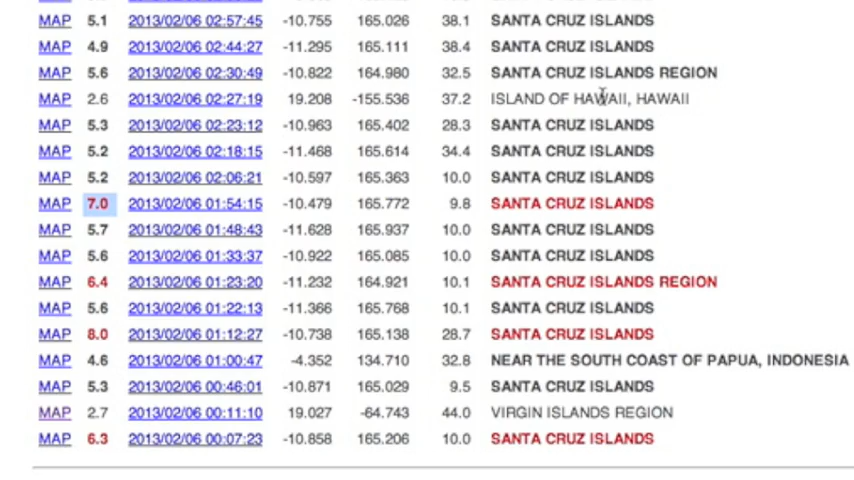 MAP 5.1 2013/02/06 02:57:45 -10.755 165.026 38.1 SANTA CRUZ ISLANDS
MAP 4.9 2013/02/06 02:44:27 -11.295 165.111 38.4 SANTA CRUZ ISLANDS
MAP 5.6 2013/02/06 02:30:49 -10.822 164.980 32.5 SANTA CRUZ ISLANDS REGION
MAP 2.6 2013/02/06 02:27:19 19.208 -155.536 37.2 ISLAND OF HAWAII, HAWAII
MAP 5.3 2013/02/06 02:23:12 -10.963 165.402 28.3 SANTA CRUZ ISLANDS
MAP 5.2 2013/02/06 02:18:15 -11.468 165.614 34.4 SANTA CRUZ ISLANDS
MAP 5.2 2013/02/06 02:06:21 -10.597 165.363 10.0 SANTA CRUZ ISLANDS
MAP 7.0 2013/02/06 01:54:15 -10.479 165.772 9.8 SANTA CRUZ ISLANDS
MAP 5.7 2013/02/06 01:48:43 -11.628 165.937 10.0 SANTA CRUZ ISLANDS
MAP 5.6 2013/02/06 01:33:37 -10.922 165.085 10.0 SANTA CRUZ ISLANDS
MAP 6.4 2013/02/06 01:23:20 -11.232 164.921 10.1 SANTA CRUZ ISLANDS REGION
MAP 5.6 2013/02/06 01:22:13 -11.366 165.768 10.1 SANTA CRUZ ISLANDS
MAP 8.0 2013/02/06 01:12:27 -10.738 165.138 28.7 SANTA CRUZ ISLANDS
MAP 4.6 2013/02/06 01:00:47 -4.352 134.710 32.8 NEAR THE SOUTH COAST OF PAPUA, INDONESIA
MAP 5.3 2013/02/06 00:46:01 -10.871 165.029 9.5 SANTA CRUZ ISLANDS
MAP 2.7 2013/02/06 00:11:10 19.027 -64.743 44.0 VIRGIN ISLANDS REGION
MAP 6.3 2013/02/06 00:07:23 -10.858 165.206 10.0 SANTA CRUZ ISLANDS